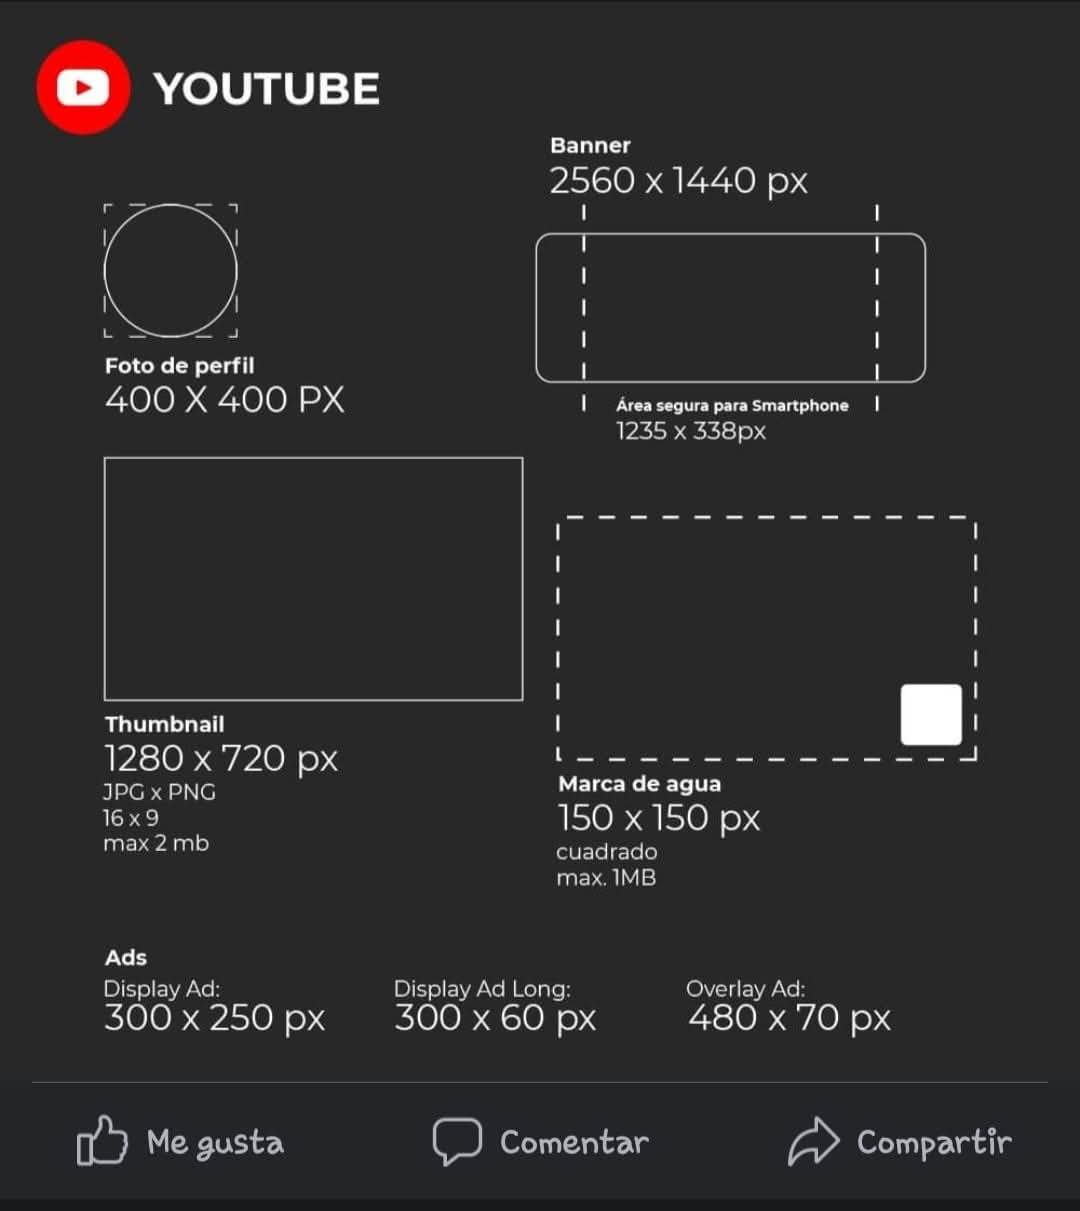 YOUTUBE
Banner
2560 x 1440 px
Foto de perfil
400 X 400 PX
Área segura para Smartphone
1235 x 338px
Thumbnail
1280 x 720 px
JPG x PNG
16 x 9
max 2 mb
Marca de agua
150 x 150 px
cuadrado
max. 1MB
Ads
Display Ad:
300 x 250 px
Display Ad Long:
300 x 60 px
Overlay Ad:
480 x 70 px
Me gusta
Comentar
Compartir